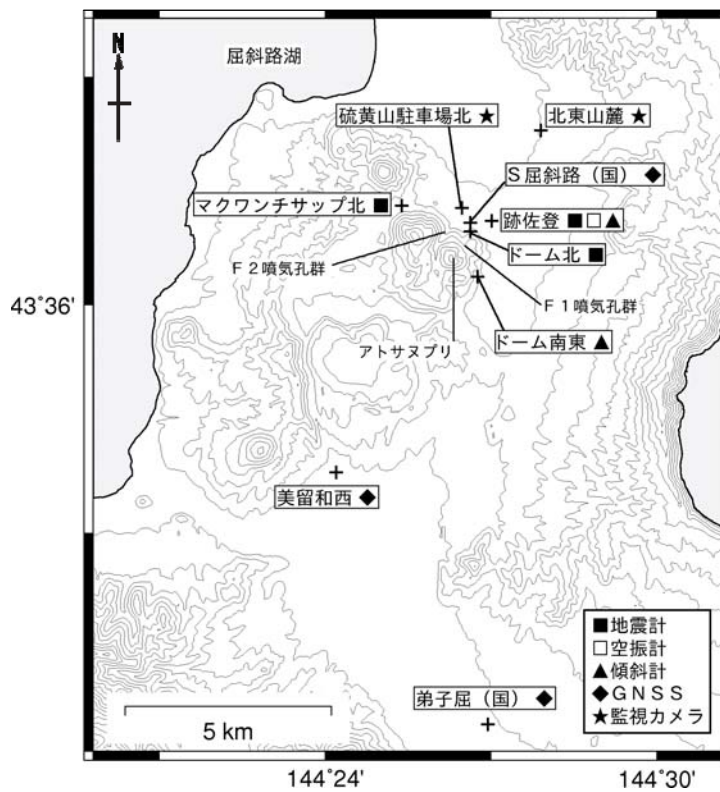 N
屈斜路湖
硫黄山駐車場北 ★
北東山麓 ★
S屈斜路（国） ◆
マクワンチサップ北 ■
跡佐登 ■ □ ▲
ドーム北 ■
F2噴気孔群
F1噴気孔群
43°36'
アトサヌプリ
ドーム南東 ▲
美留和西 ◆
■地震計
□空振計
▲傾斜計
◆GNSS
★監視カメラ
弟子屈（国） ◆
5 km
144°24'
144°30'